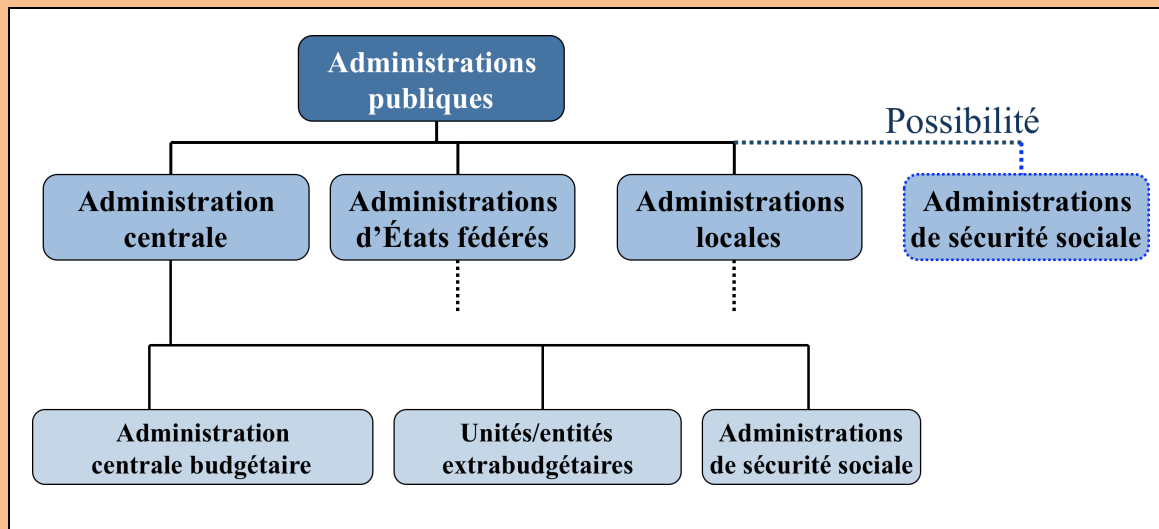 Administrations
publiques
Possibilité
Administration
centrale
Administrations
d’États fédérés
Administrations
locales
Administrations
de sécurité sociale
Administration
centrale budgétaire
Unités/entités
extrabudgétaires
Administrations
de sécurité sociale